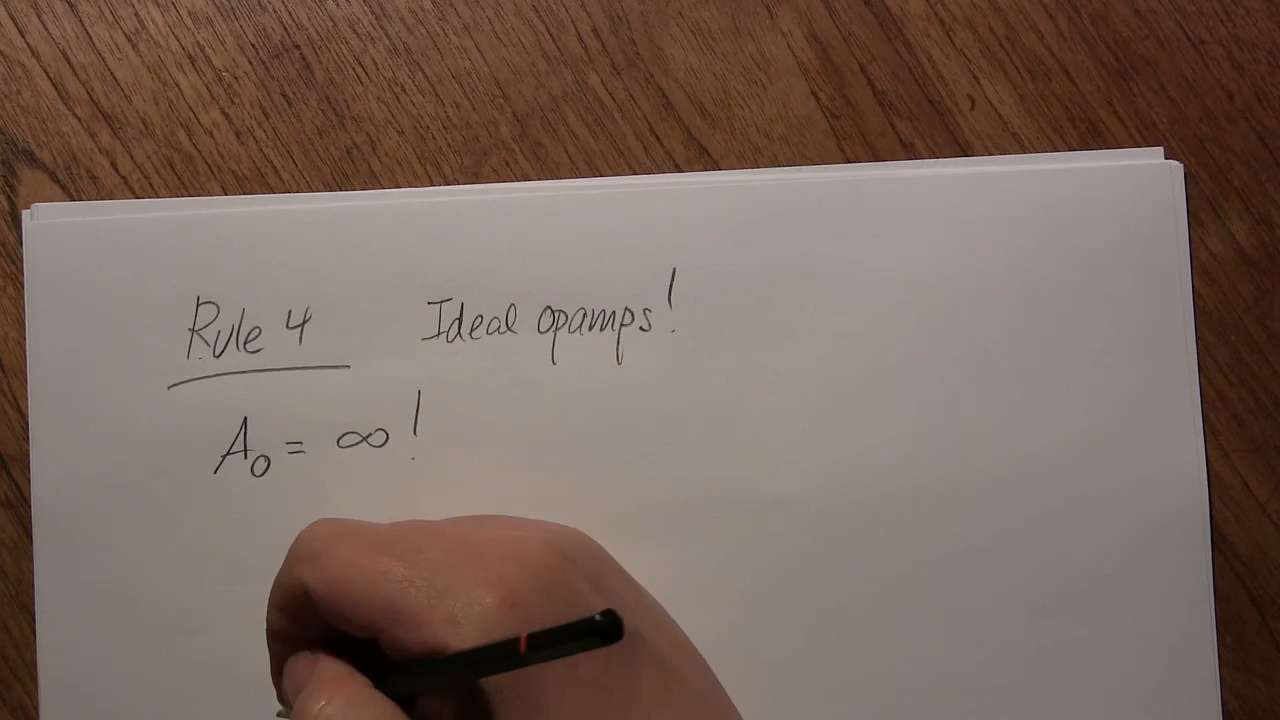 Rule 4 Ideal opamps!
A₀ = ∞!